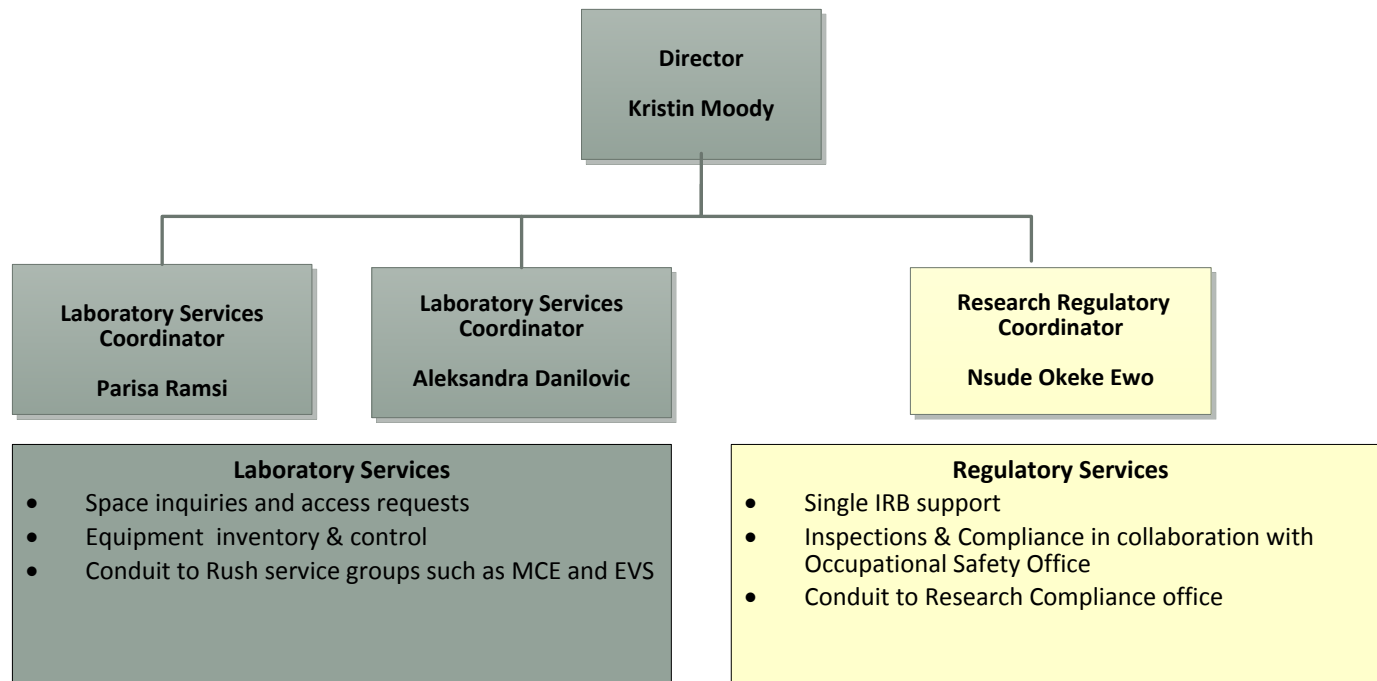 Director
Kristin Moody
Laboratory Services
Coordinator
Parisa Ramsi
Laboratory Services
Coordinator
Aleksandra Danilovic
Research Regulatory
Coordinator
Nsude Okeke Ewo
Laboratory Services
• Space inquiries and access requests
• Equipment  inventory & control
• Conduit to Rush service groups such as MCE and EVS
Regulatory Services
• Single IRB support
• Inspections & Compliance in collaboration with
Occupational Safety Office
• Conduit to Research Compliance office